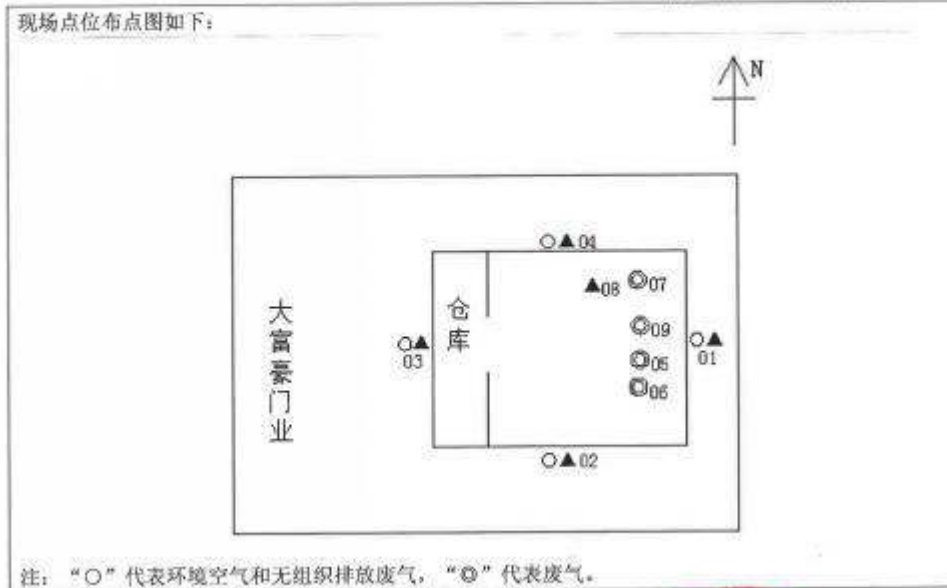 现场点位布点图如下：
N
○▲04
▲08 ◎07
仓库
大富豪门业
◎09
○▲
03
○▲
01
◎05
◎06
○▲02
注："○"代表环境空气和无组织排放废气，"◎"代表废气。